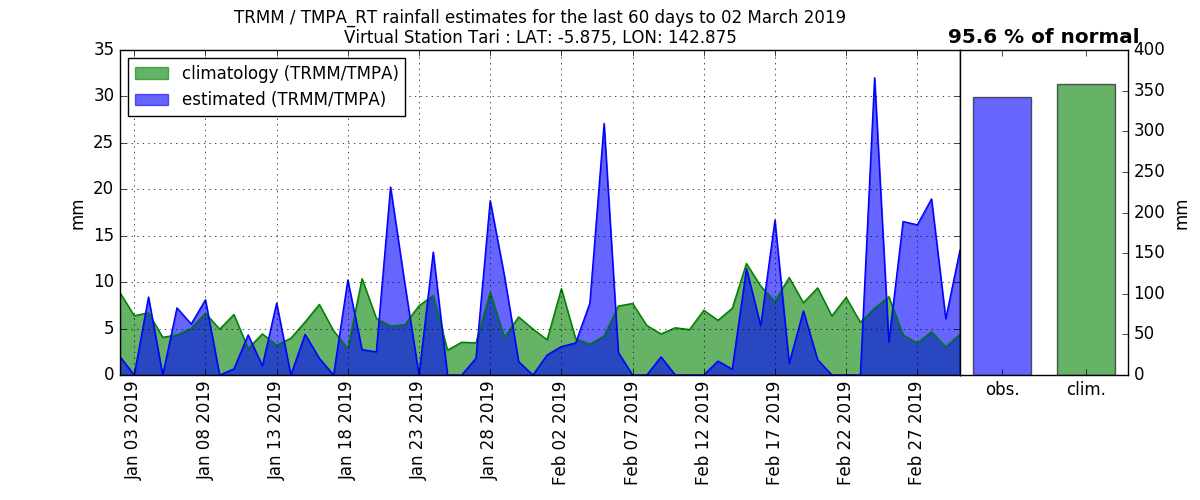 TRMM / TMPA_RT rainfall estimates for the last 60 days to 02 March 2019
Virtual Station Tari : LAT: -5.875, LON: 142.875
95.6 % of normal
climatology (TRMM/TMPA)
estimated (TRMM/TMPA)
35
30
25
20
15
10
5
0
mm
400
350
300
250
200
150
100
50
0
mm
Jan 03 2019
Jan 08 2019
Jan 13 2019
Jan 18 2019
Jan 23 2019
Jan 28 2019
Feb 02 2019
Feb 07 2019
Feb 12 2019
Feb 17 2019
Feb 22 2019
Feb 27 2019
obs.
clim.